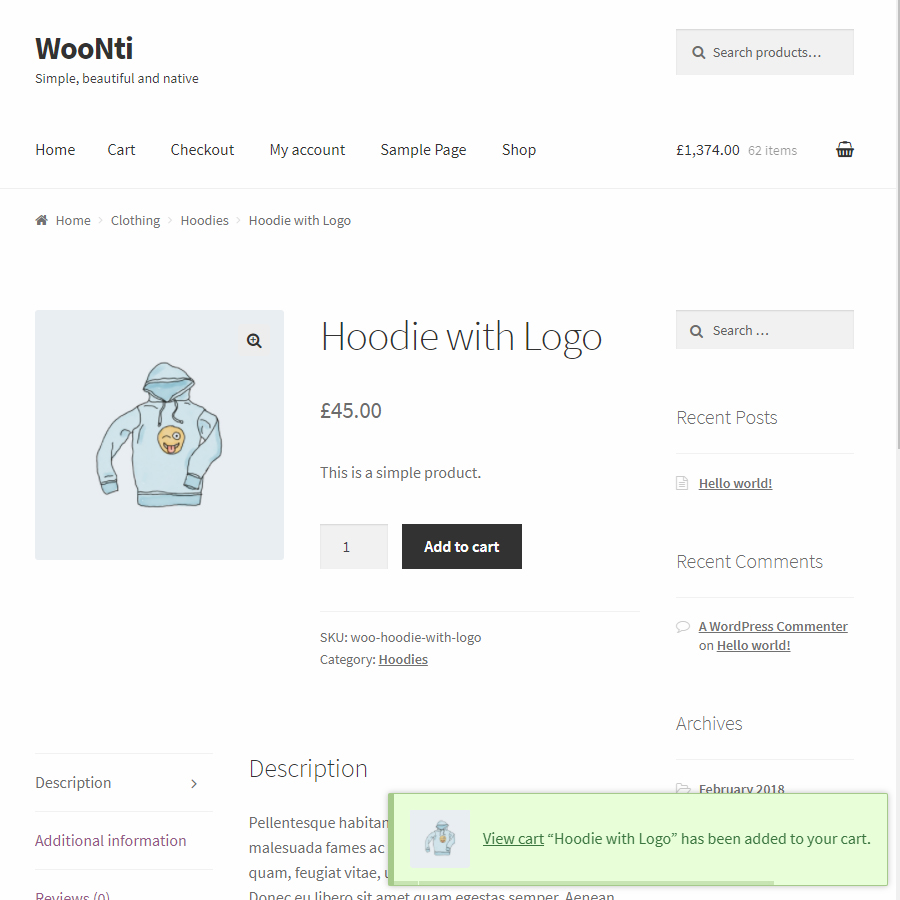 WooNti
Simple, beautiful and native
Search products…
Home
Cart
Checkout
My account
Sample Page
Shop
£1,374.00 62 items
Home
Clothing
Hoodies
Hoodie with Logo
Hoodie with Logo
£45.00
This is a simple product.
1
Add to cart
SKU: woo-hoodie-with-logo
Category: Hoodies
Search …
Recent Posts
Hello world!
Recent Comments
A WordPress Commenter
on Hello world!
Archives
February 2018
Description
Additional information
Reviews (0)
Description
Pellentesque habitan
malesuada fames ac
quam, feugiat vitae,
Donec eu libero sit amet quam egestas semper. Aenean
View cart “Hoodie with Logo” has been added to your cart.